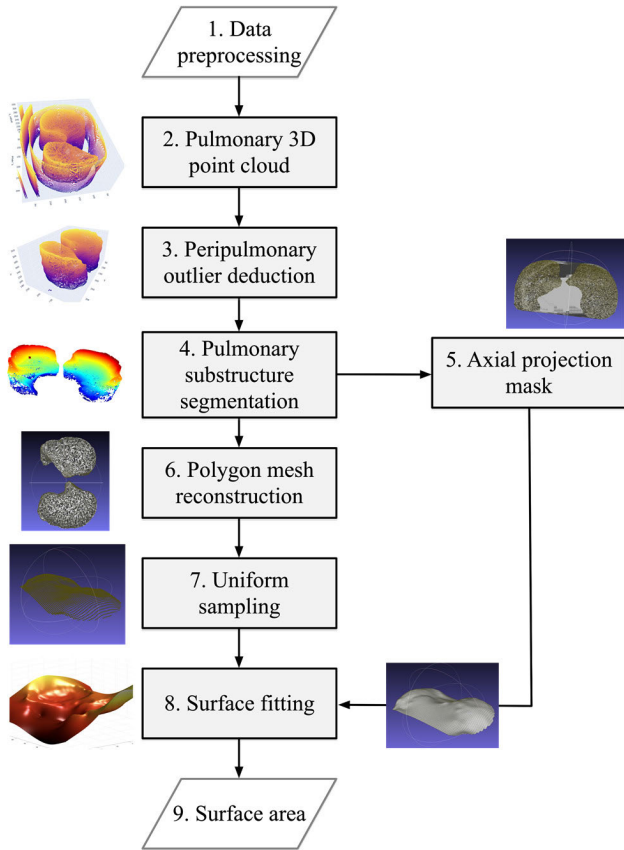 1. Data
preprocessing
2. Pulmonary 3D
point cloud
3. Peripulmonary
outlier deduction
4. Pulmonary
substructure
segmentation
5. Axial projection
mask
6. Polygon mesh
reconstruction
7. Uniform
sampling
8. Surface fitting
9. Surface area